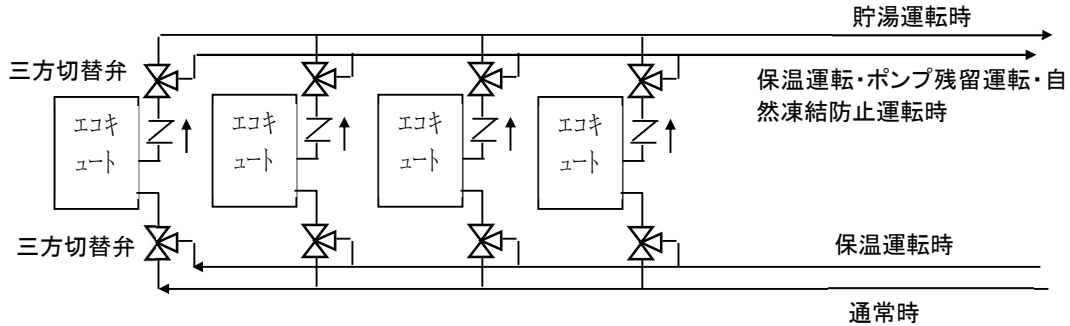 貯湯運転時
三方切替弁
保温運転・ポンプ残留運転・自
然凍結防止運転時
エコキ
ュート
エコキ
ュート
エコキ
ュート
エコキ
ュート
三方切替弁
保温運転時
通常時